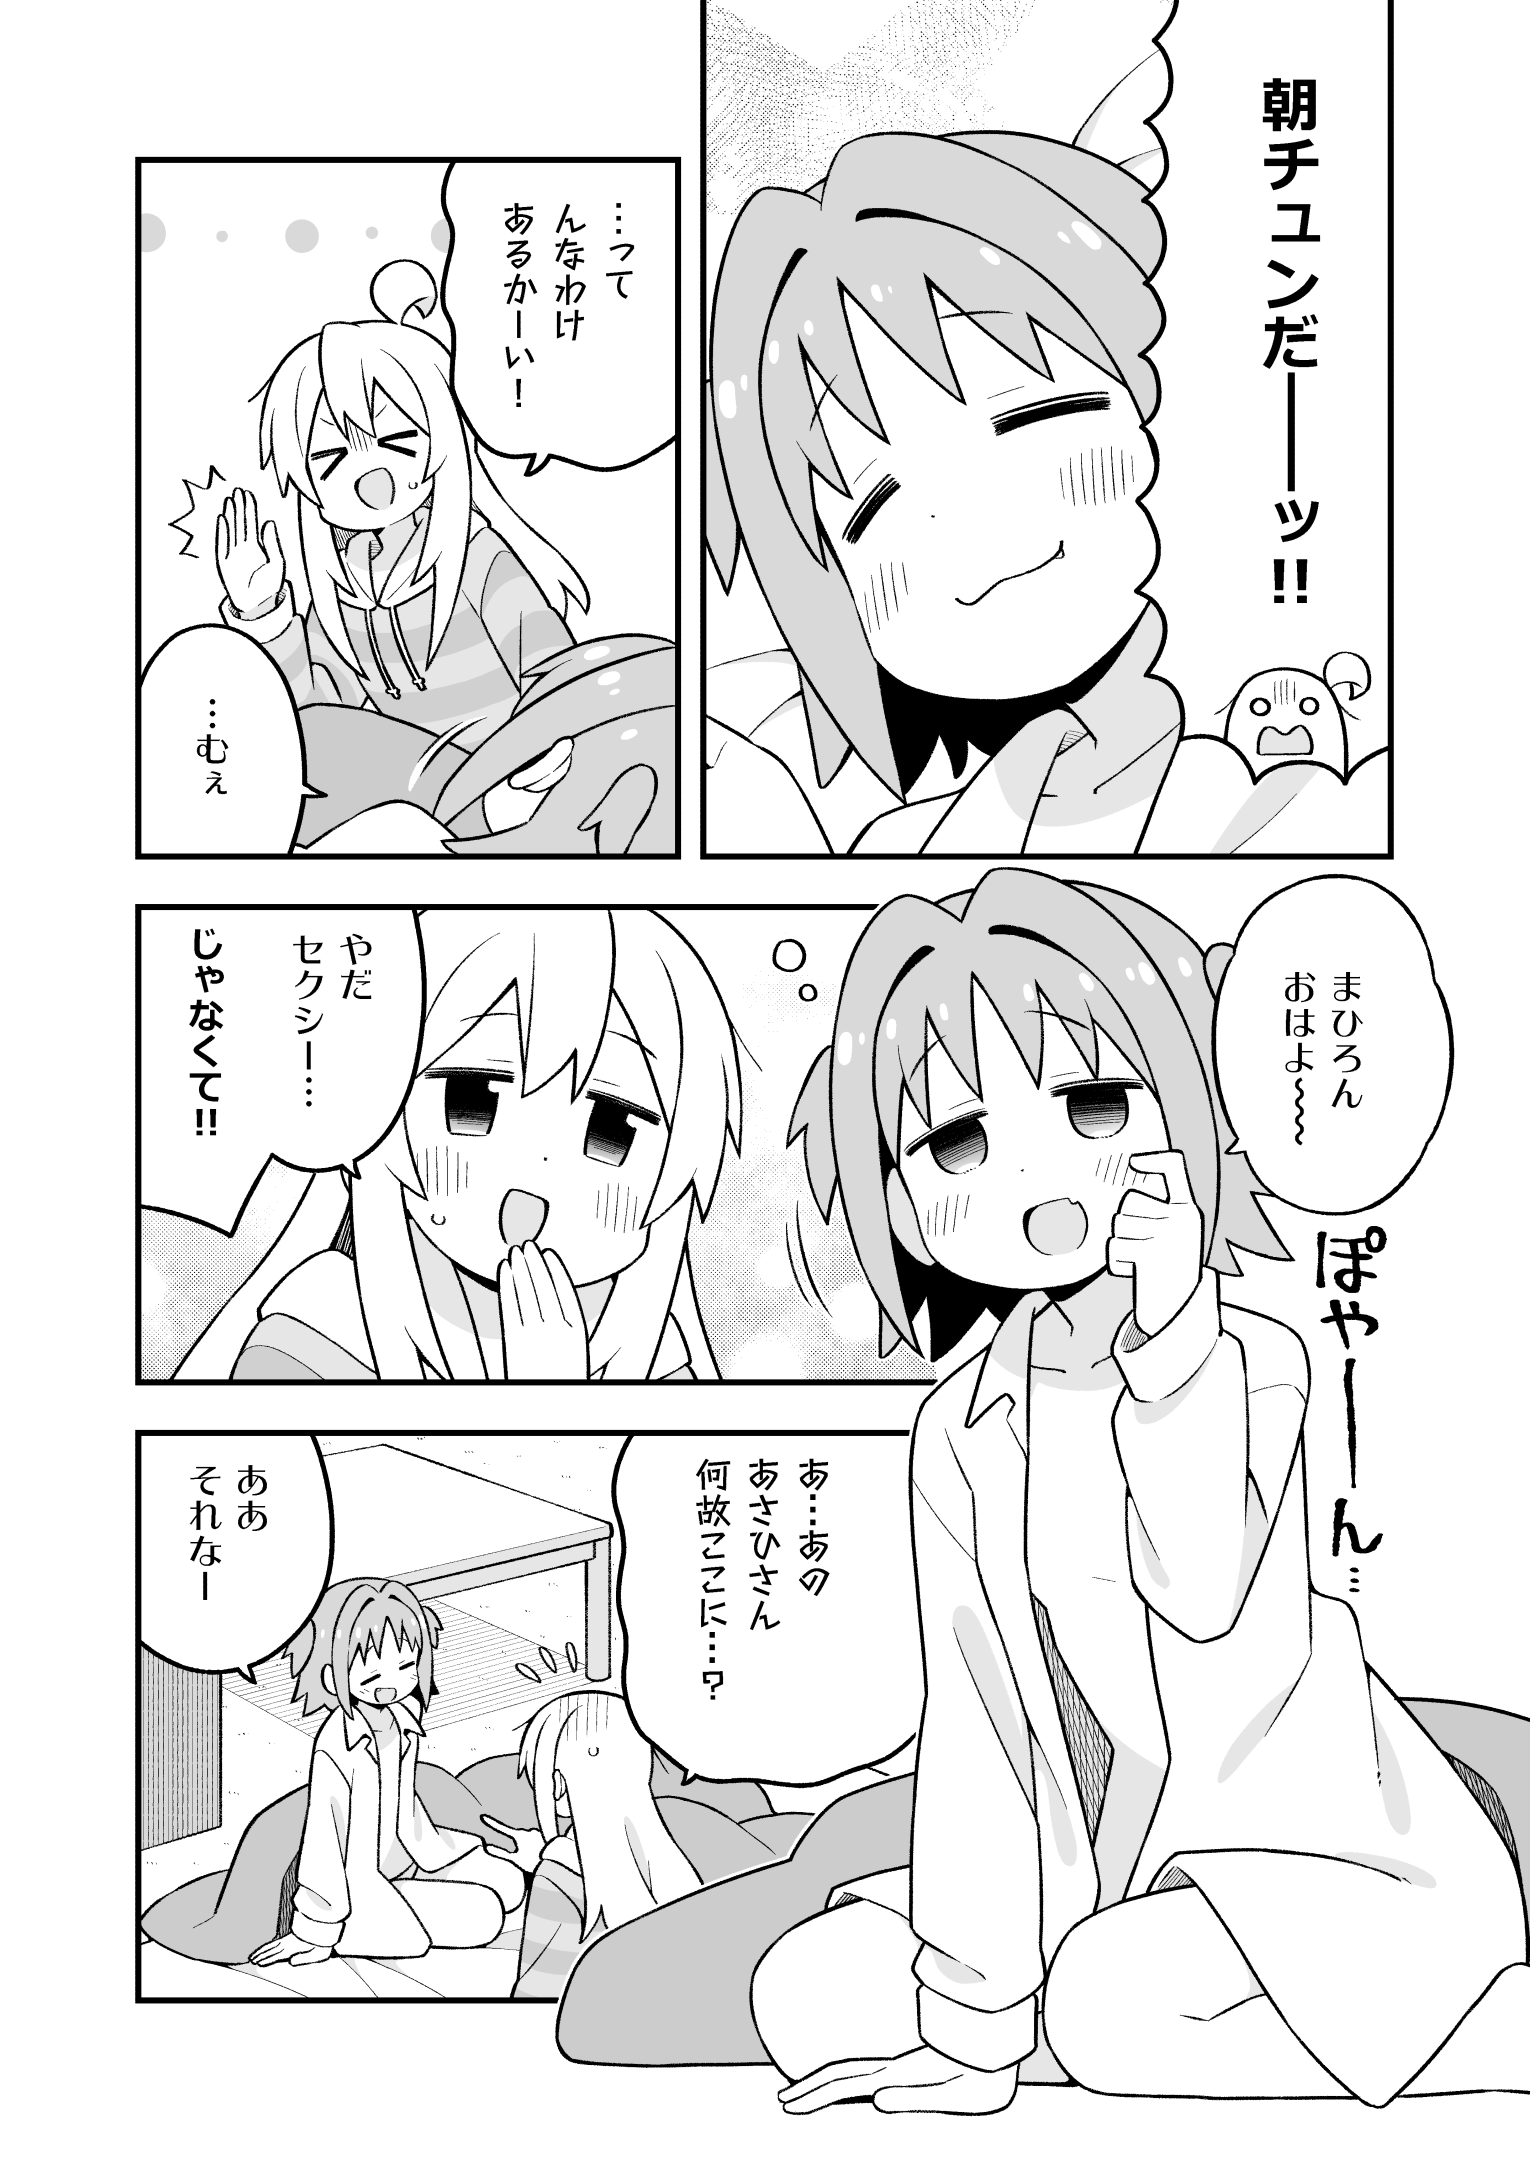 朝チュンだ――ッ!!
…って
んなわけ
あるかーい!
…むぇ
まひろん
おはよ〜〜
ぽやーーん…
やだ
セクシー…
じゃなくて!!
あ…あの
あさひさん
何故ここに…?
ああ
それなー